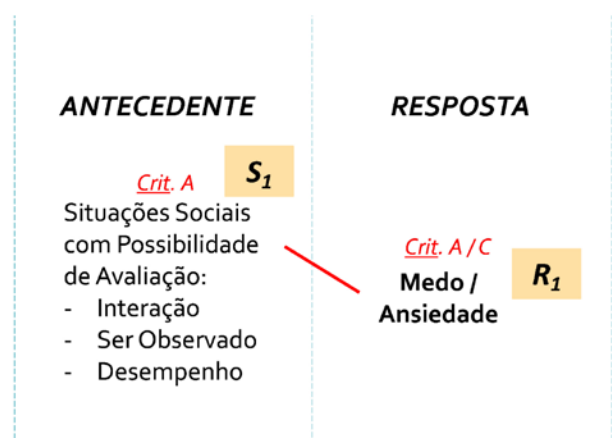 ANTECEDENTE
RESPOSTA
Crit. A
S1
Situações Sociais
com Possibilidade
de Avaliação:
- Interação
- Ser Observado
- Desempenho
Crit. A / C
R1
Medo /
Ansiedade